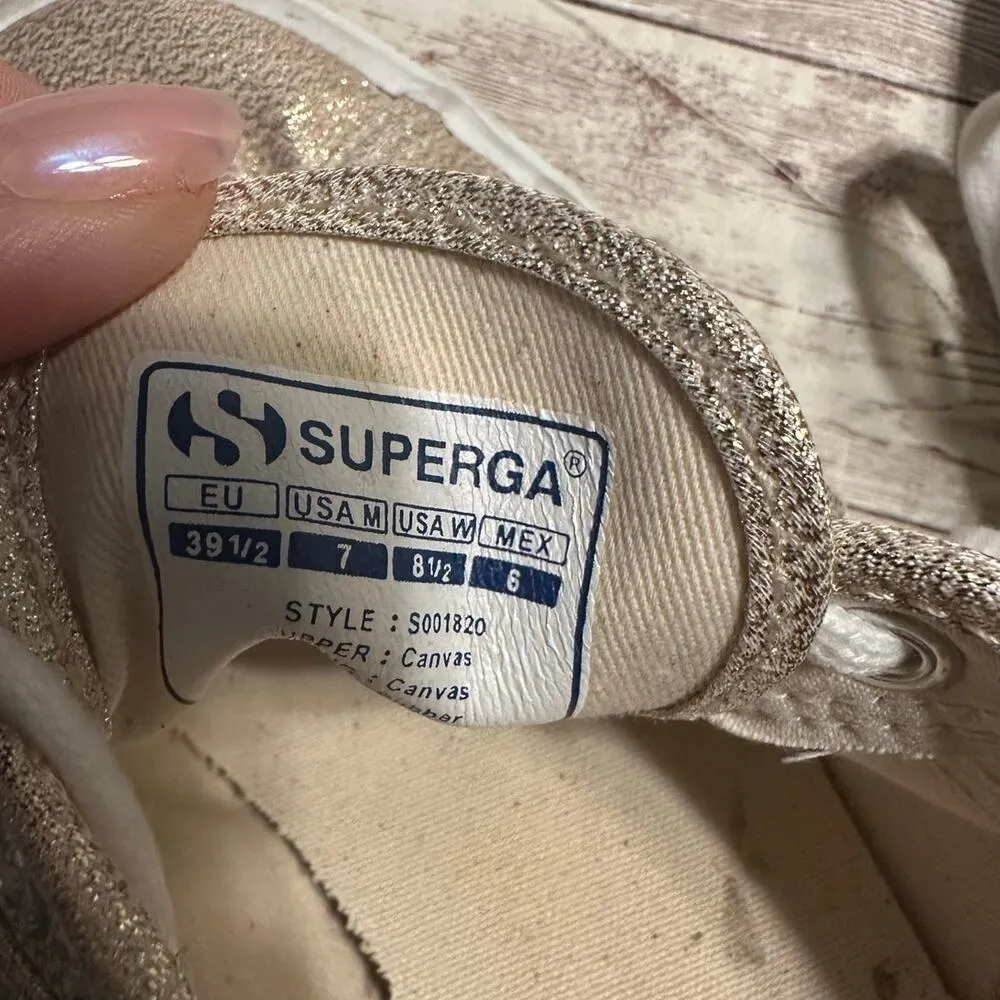 SUPERGA®
EU USA M USA W MEX
39 1/2 7 8 1/2 6
STYLE : S001820
UPPER : Canvas
: Canvas